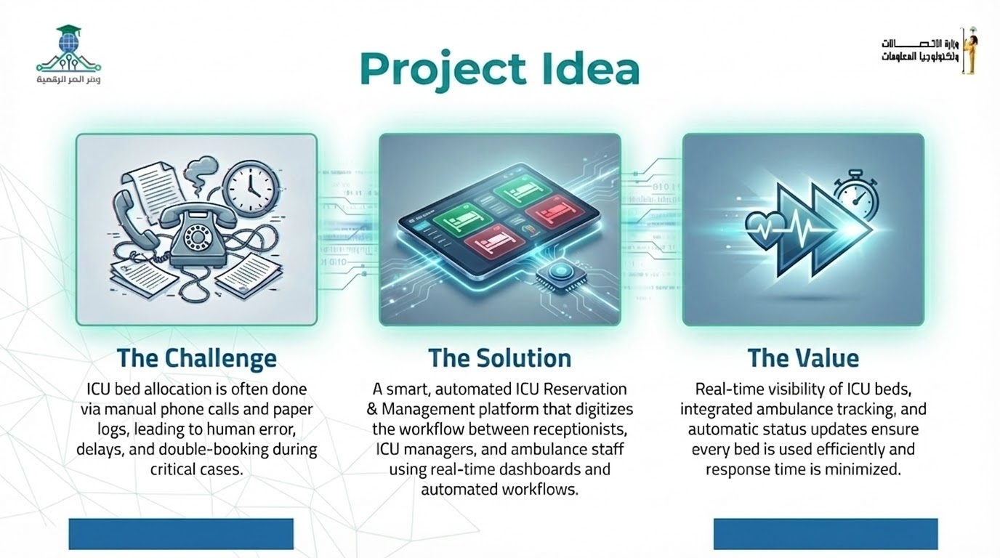 وزارة الاتصالات
وتكنولوجيا المعلومات
Project Idea
The Challenge
ICU bed allocation is often done
via manual phone calls and paper
logs, leading to human error,
delays, and double-booking during
critical cases.
The Solution
A smart, automated ICU Reservation
& Management platform that digitizes
the workflow between receptionists,
ICU managers, and ambulance staff
using real-time dashboards and
automated workflows.
The Value
Real-time visibility of ICU beds,
integrated ambulance tracking, and
automatic status updates ensure
every bed is used efficiently and
response time is minimized.